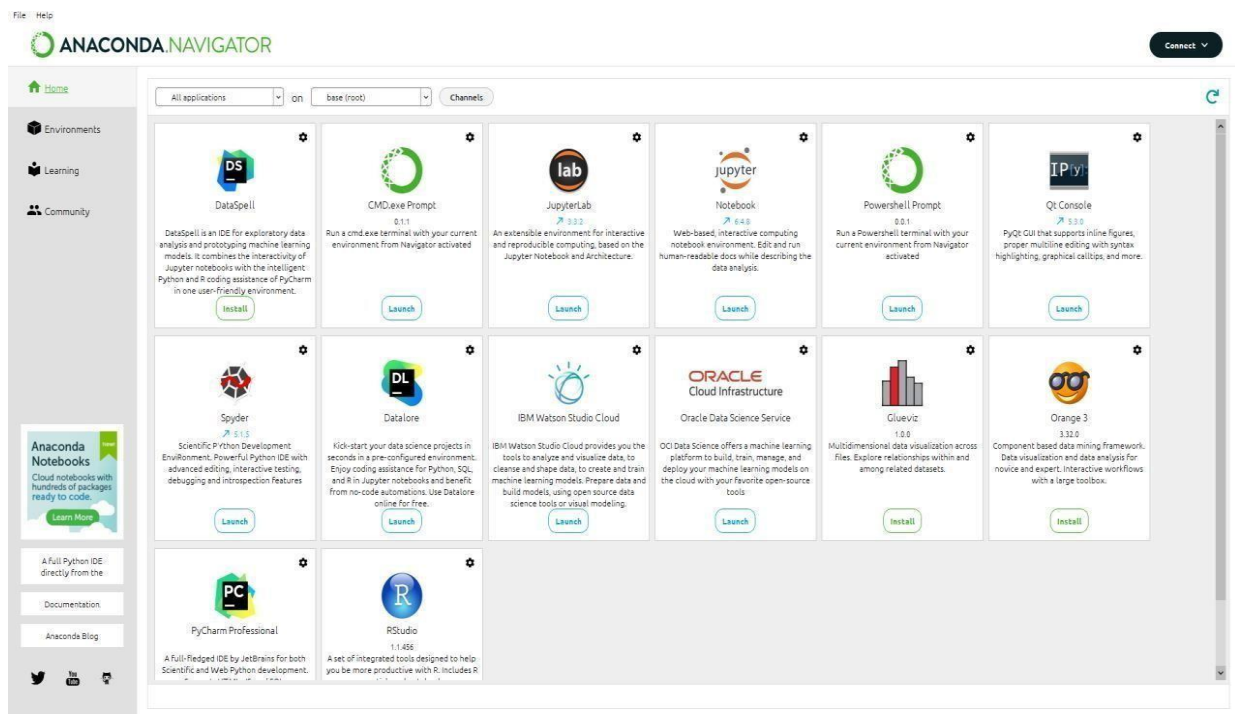 File Help
ANACONDA.NAVIGATOR
Connect
Home
Environments
Learning
Community
All applications
on
base (root)
Channels
DS
DataSpell
DataSpell is an IDE for exploratory data
analysis and prototyping machine learning
models. It combines the interactivity of
Jupyter notebooks with the intelligent
Python and R coding assistance of PyCharm
in one user-friendly environment.
Install
CMD.exe Prompt
0.1.1
Run a cmd.exe terminal with your current
environment from Navigator activated
Launch
lab
JupyterLab
3.3.2
An extensible environment for interactive
and reproducible computing, based on the
Jupyter Notebook and Architecture.
Launch
jupyter
Notebook
6.4.8
Web-based, interactive computing
notebook environment. Edit and run
human-readable docs while describing the
data analysis.
Launch
Powershell Prompt
0.0.1
Run a Powershell terminal with your
current environment from Navigator
activated
Launch
IP[y]:
Qt Console
5.3.0
PyQt GUI that supports inline figures,
proper multiline editing with syntax
highlighting, graphical calltips, and more.
Launch
Spyder
5.1.5
Scientific PYthon Development
EnviRonment. Powerful Python IDE with
advanced editing, interactive testing,
debugging and introspection features
Launch
DL
Datalore
Kick-start your data science projects in
seconds in a pre-configured environment.
Enjoy coding assistance for Python, SQL,
and R in Jupyter notebooks and benefit
from no-code automations. Use Datalore
online for free.
Launch
IBM Watson Studio Cloud
IBM Watson Studio Cloud provides you the
tools to analyze and visualize data, to
cleanse and shape data, to create and train
machine learning models. Prepare data and
build models, using open source data
science tools or visual modeling.
Launch
ORACLE
Cloud Infrastructure
Oracle Data Science Service
OCI Data Science offers a machine learning
platform to build, train, manage, and
deploy your machine learning models on
the cloud with your favorite open-source
tools
Launch
Glueviz
1.0.0
Multidimensional data visualization across
files. Explore relationships within and
among related datasets.
Install
Orange 3
3.32.0
Component based data mining framework.
Data visualization and data analysis for
novice and expert. Interactive workflows
with a large toolbox.
Install
PC
PyCharm Professional
A full-fledged IDE by JetBrains for both
Scientific and Web Python development.
R
RStudio
1.1.456
A set of integrated tools designed to help
you be more productive with R. Includes R
Anaconda
Notebooks
Cloud notebooks with
hundreds of packages
ready to code.
Learn More
A Full Python IDE
directly from the
Documentation
Anaconda Blog
You
Tube